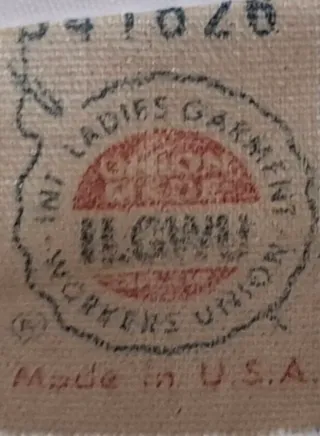 INT LADIES GARMENT
WORKERS UNION
UNION
MADE
ILGWU
®
Made in U.S.A.